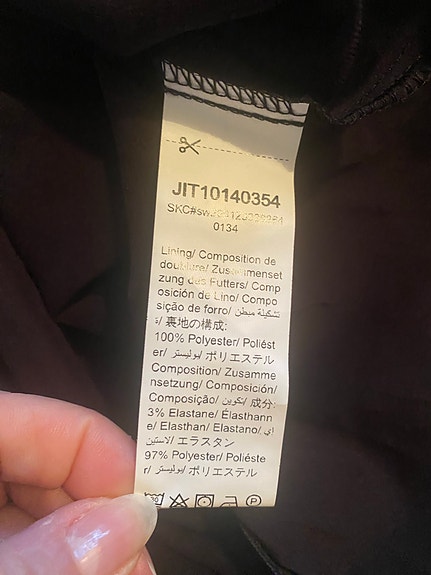 JIT10140354
0134
Lining/ Composition de
doublure/ Zusammenset
zung des Futters/ Comp
osición de Lino/ Compo
sição de forro/ تشكيلة مبطن
ة/ 裏地の構成:
100% Polyester/ Poliést
er/ بوليستر/ ポリエステル
Composition/ Zusamme
nsetzung/ Composición/
Composição/ تكوين/ 成分:
3% Elastane/ Élasthann
e/ Elasthan/ Elastano/ اي
لاستين/ エラスタン
97% Polyester/ Poliéste
r/ بوليستر/ ポリエステル